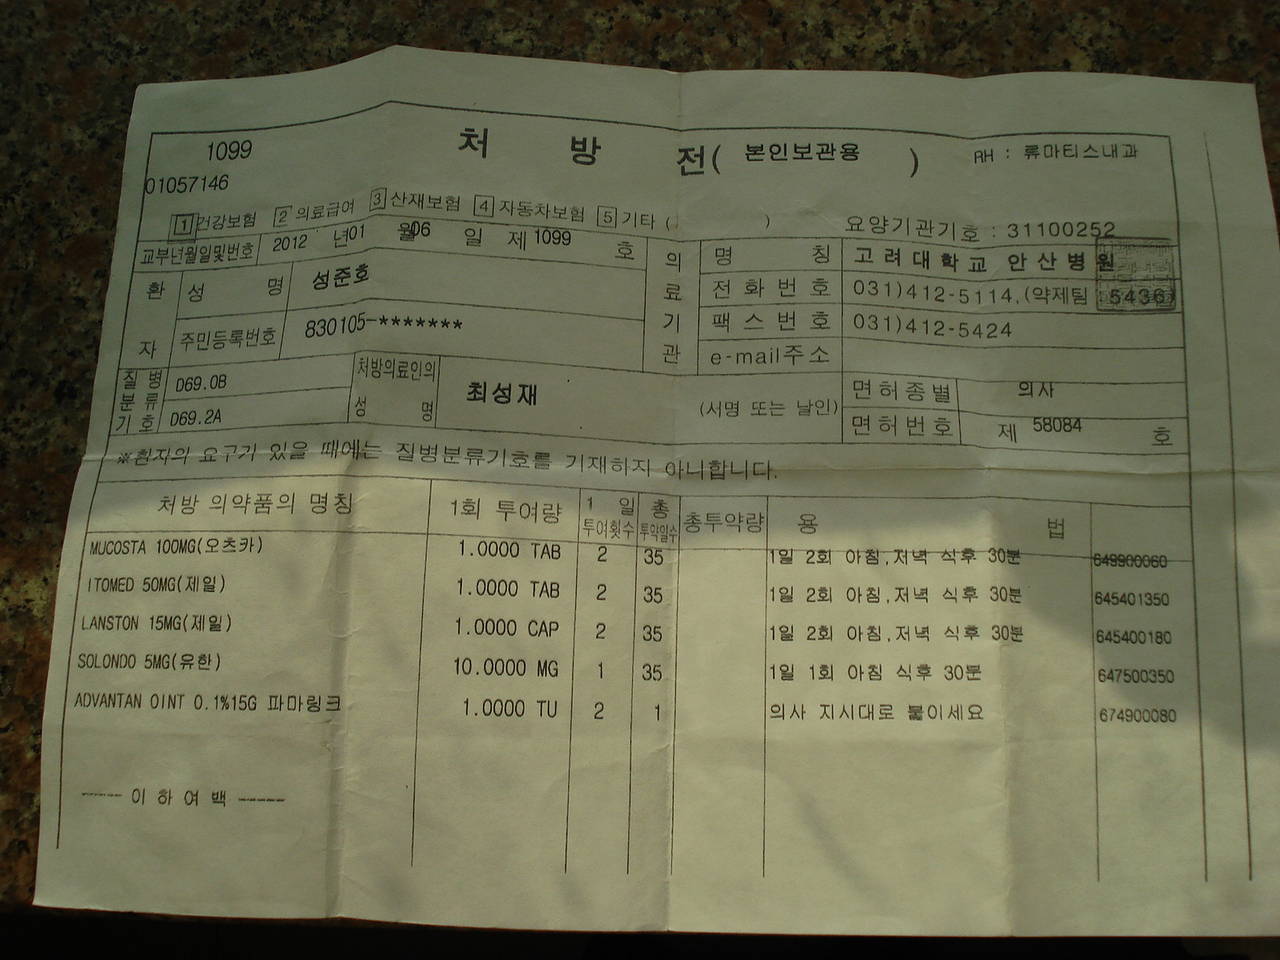 1099 처 방 전( 본인보관용 ) AH : 류마티스내과
01057146
1 건강보험 2 의료급여 3 산재보험 4 자동차보험 5 기타 ( ) 요양기관기호 : 31100252
교부년월일및번호 2012 년01 월06 일 제1099 호
환 자 성 명 성준호
주민등록번호 830105-*******
의 료 기 관 명 칭 고려대학교 안산병원
전화번호 031)412-5114,(약제팀 :5436)
팩스번호 031)412-5424
e-mail주소
질병분류기호 D69.0B
D69.2A
처방의료인의 성 명 최성재 (서명 또는 날인)
면허종별 의사
면허번호 제 58084 호
※환자의 요구가 있을 때에는 질병분류기호를 기재하지 아니합니다.
처방 의약품의 명칭 1회 투여량 1 일 투여횟수 총 투약일수 총투약량 용 법
MUCOSTA 100MG(오츠카) 1.0000 TAB 2 35 1일 2회 아침,저녁 식후 30분 649900060
ITOMED 50MG(제일) 1.0000 TAB 2 35 1일 2회 아침,저녁 식후 30분 645401350
LANSTON 15MG(제일) 1.0000 CAP 2 35 1일 2회 아침,저녁 식후 30분 645400180
SOLONDO 5MG(유한) 10.0000 MG 1 35 1일 1회 아침 식후 30분 647500350
ADVANTAN OINT 0.1%15G 파마링크 1.0000 TU 2 1 의사 지시대로 붙이세요 674900080
---- 이 하 여 백 ----